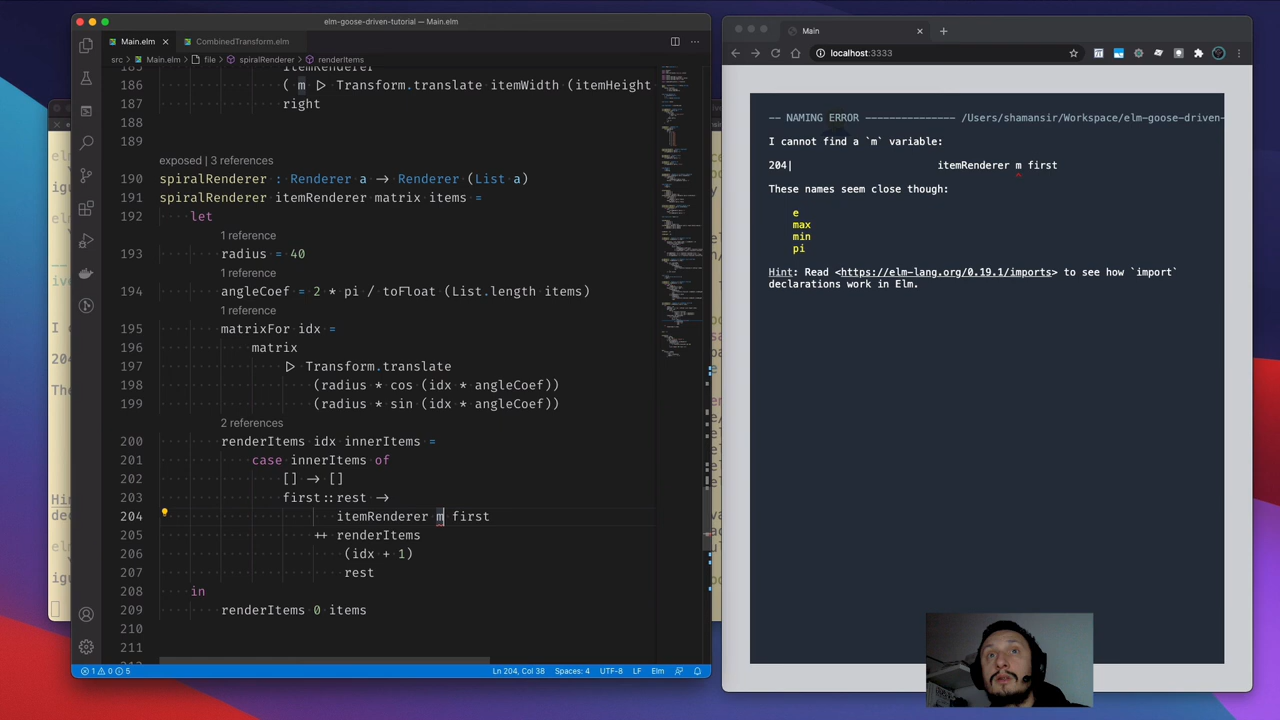 elm-goose-driven-tutorial — Main.elm
Main.elm
CombinedTransform.elm
src > Main.elm > file > spiralRenderer > renderItems
185 itemRenderer
186 ( m |> Transform.translate itemWidth (itemHeight
187 right
188
189
exposed | 3 references
190 spiralRenderer : Renderer a -> Renderer (List a)
191 spiralRenderer itemRenderer matrix items =
192 let
1 reference
193 radius = 40
1 reference
194 angleCoef = 2 * pi / toFloat (List.length items)
1 reference
195 matrixFor idx =
196 matrix
197 |> Transform.translate
198 (radius * cos (idx * angleCoef))
199 (radius * sin (idx * angleCoef))
2 references
200 renderItems idx innerItems =
201 case innerItems of
202 [] -> []
203 first::rest ->
204 itemRenderer m first
205 ++ renderItems
206 (idx + 1)
207 rest
208 in
209 renderItems 0 items
210
211
1 0 5
Ln 204, Col 38
Spaces: 4
UTF-8
LF
Elm
Main
localhost:3333
-- NAMING ERROR --------------- /Users/shamansir/Workspace/elm-goose-driven-
I cannot find a `m` variable:
204| itemRenderer m first
^
These names seem close though:
e
max
min
pi
Hint: Read <https://elm-lang.org/0.19.1/imports> to see how `import`
declarations work in Elm.